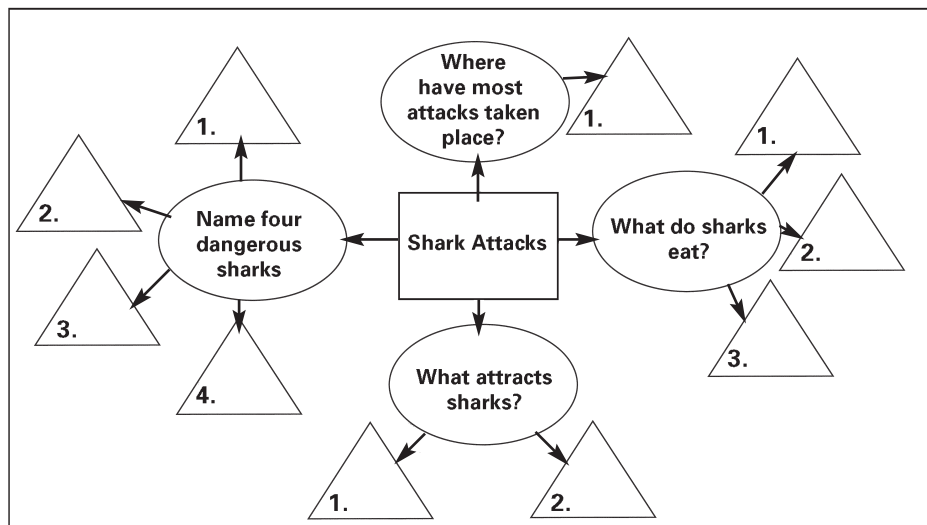 Where
have most
attacks taken
place?
1.
1.
1.
2.
Name four
dangerous
sharks
Shark Attacks
What do sharks
eat?
2.
3.
3.
4.
What attracts
sharks?
1.
2.